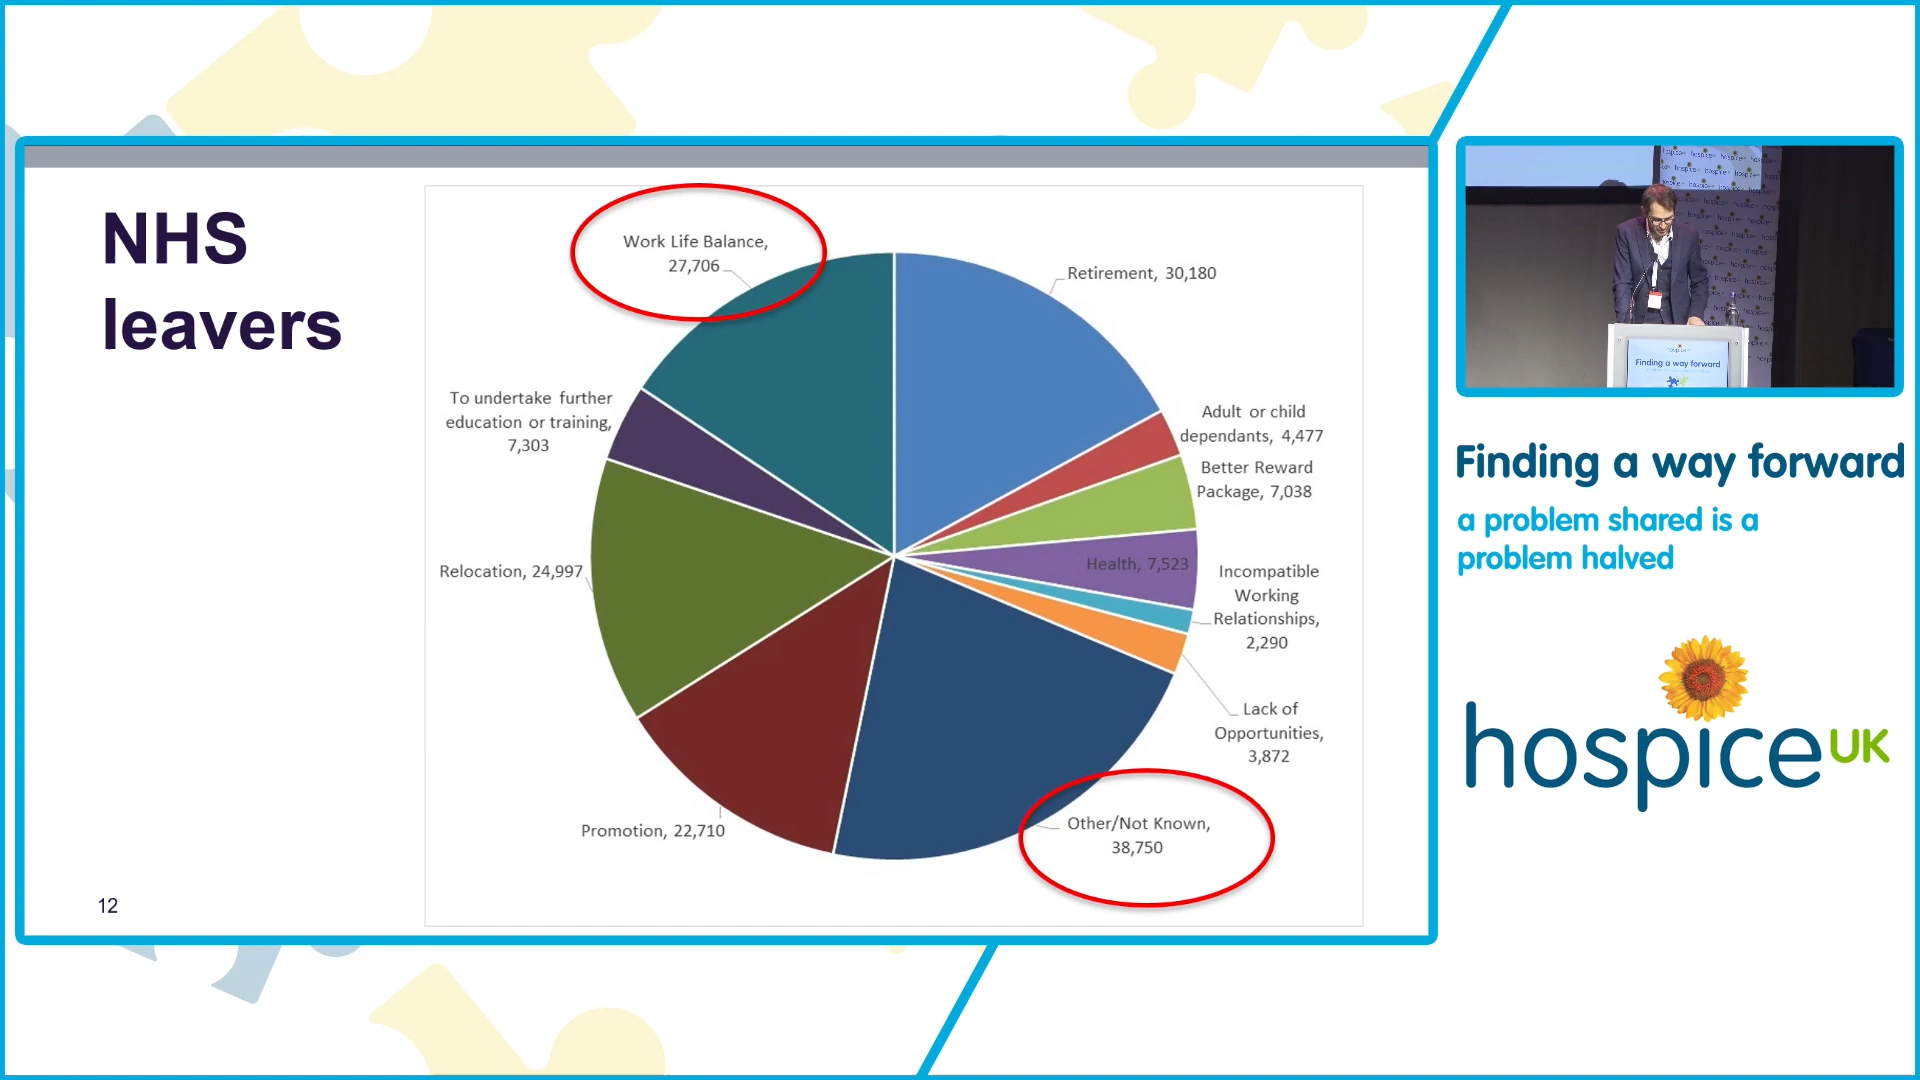 NHS
leavers
Work Life Balance,
27,706
Retirement, 30,180
Adult or child
dependants, 4,477
Better Reward
Package, 7,038
Health, 7,523
Incompatible
Working
Relationships,
2,290
Lack of
Opportunities,
3,872
Other/Not Known,
38,750
Promotion, 22,710
Relocation, 24,997
To undertake further
education or training,
7,303
12
Finding a way forward
Finding a way forward
a problem shared is a
problem halved
hospice UK